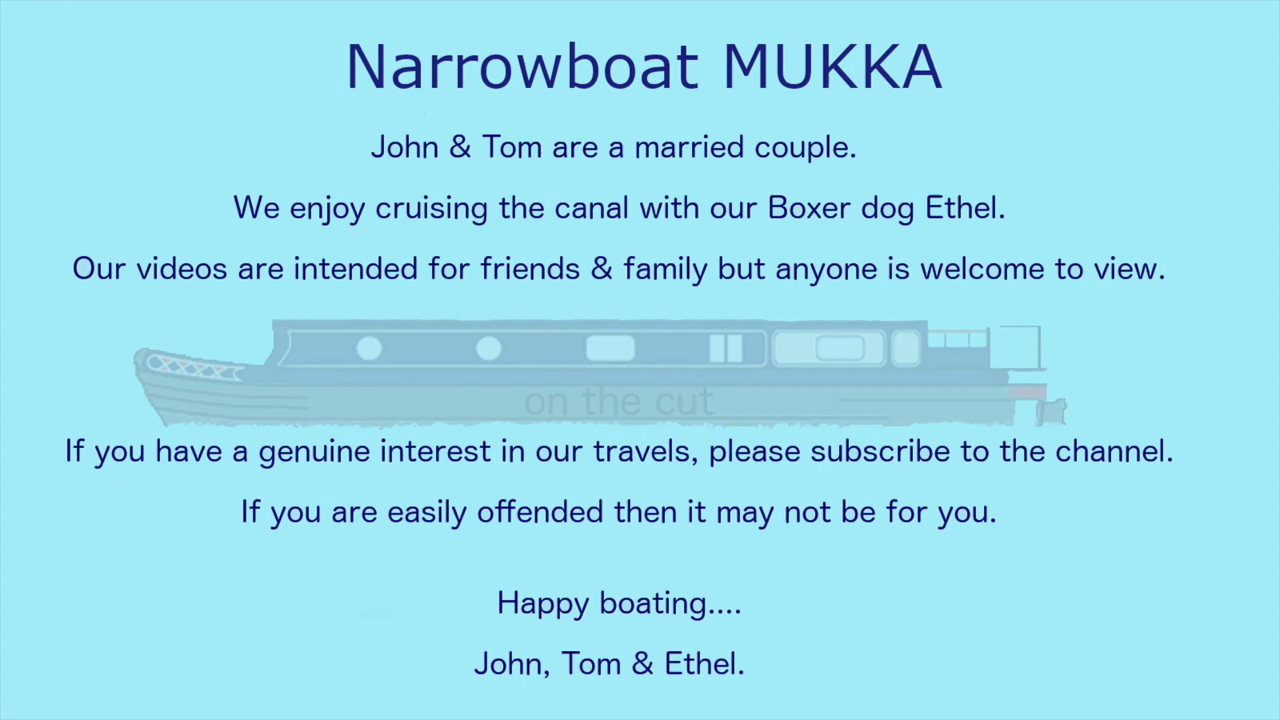 Narrowboat MUKKA
John & Tom are a married couple.
We enjoy cruising the canal with our Boxer dog Ethel.
Our videos are intended for friends & family but anyone is welcome to view.
on the cut
If you have a genuine interest in our travels, please subscribe to the channel.
If you are easily offended then it may not be for you.
Happy boating....
John, Tom & Ethel.